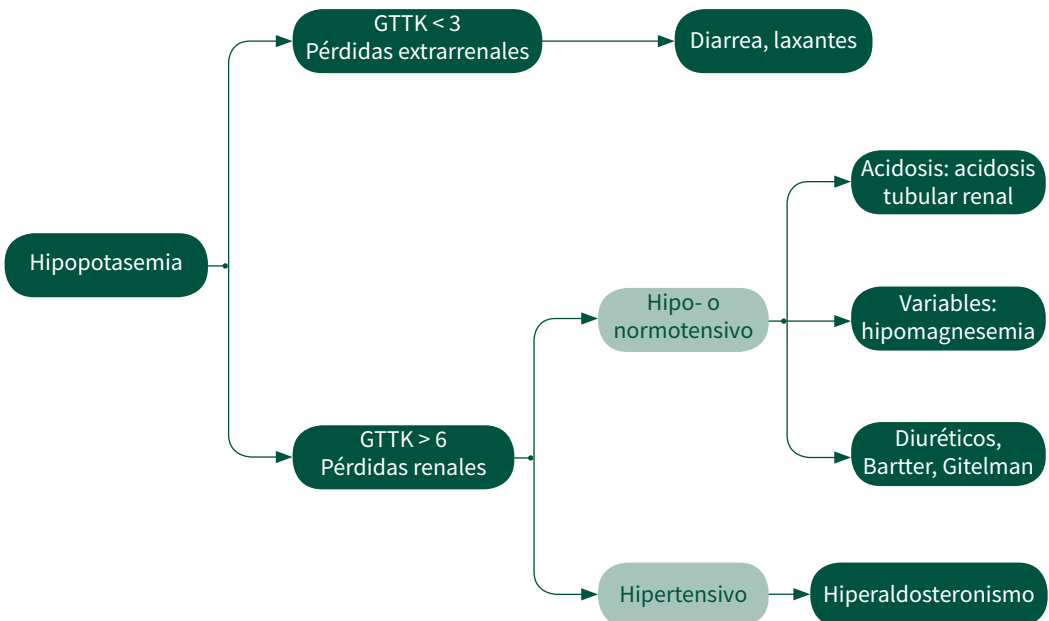 GTTK < 3
Pérdidas extrarrenales
Diarrea, laxantes
Acidosis: acidosis
tubular renal
Hipopotasemia
Hipo- o
normotensivo
Variables:
hipomagnesemia
GTTK > 6
Pérdidas renales
Diuréticos,
Bartter, Gitelman
Hipertensivo
Hiperaldosteronismo